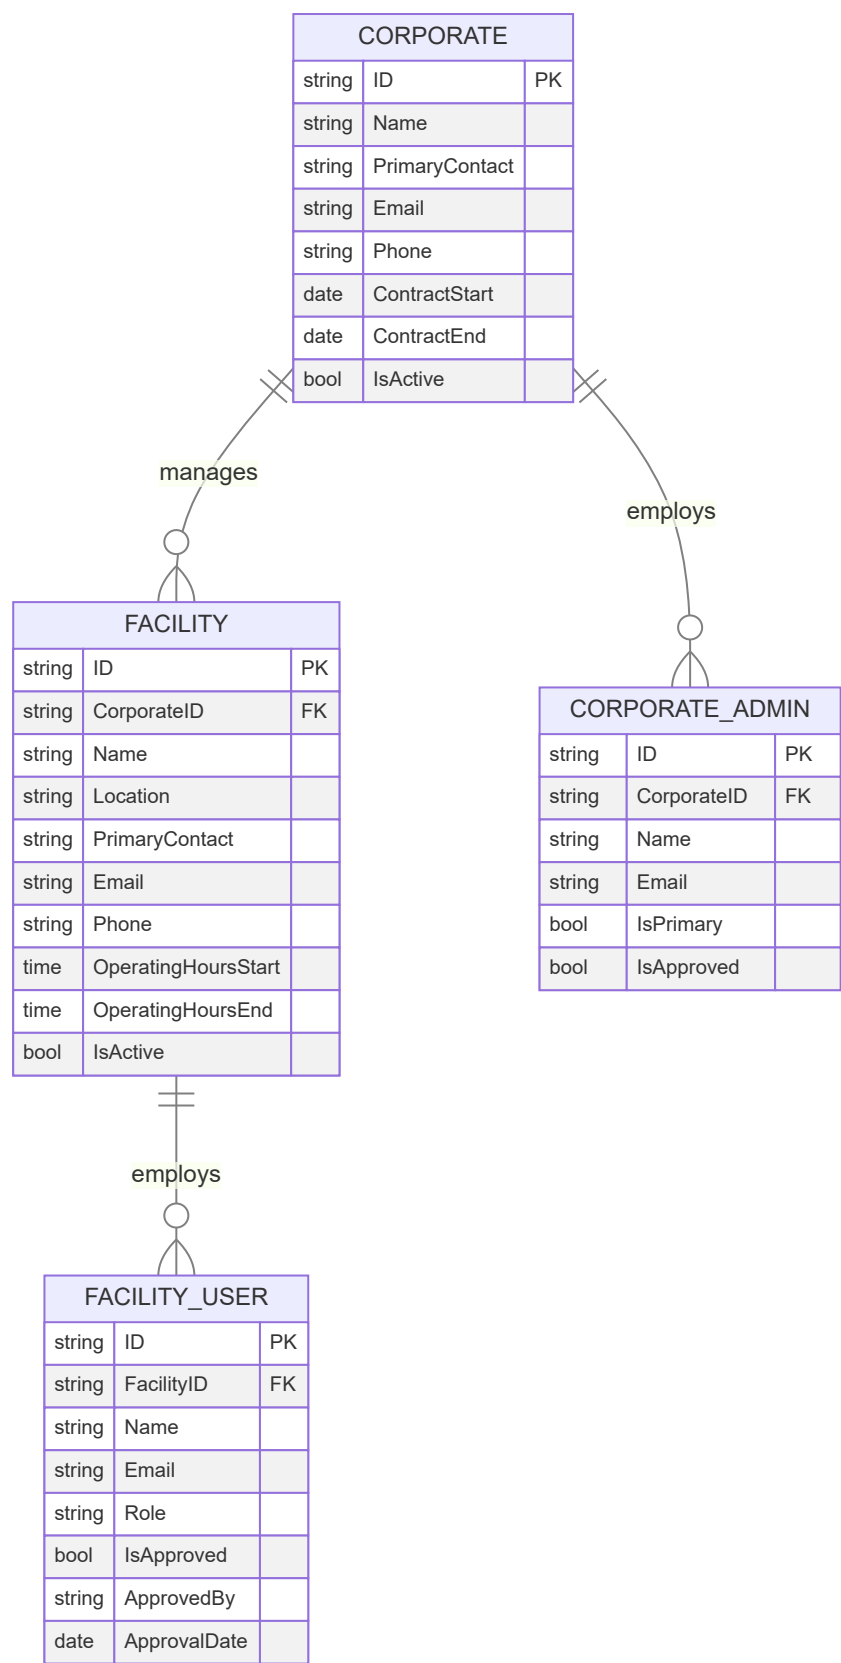 CORPORATE
string ID PK
string Name
string PrimaryContact
string Email
string Phone
date ContractStart
date ContractEnd
bool IsActive
manages
employs
FACILITY
string ID PK
string CorporateID FK
string Name
string Location
string PrimaryContact
string Email
string Phone
time OperatingHoursStart
time OperatingHoursEnd
bool IsActive
CORPORATE_ADMIN
string ID PK
string CorporateID FK
string Name
string Email
bool IsPrimary
bool IsApproved
employs
FACILITY_USER
string ID PK
string FacilityID FK
string Name
string Email
string Role
bool IsApproved
string ApprovedBy
date ApprovalDate